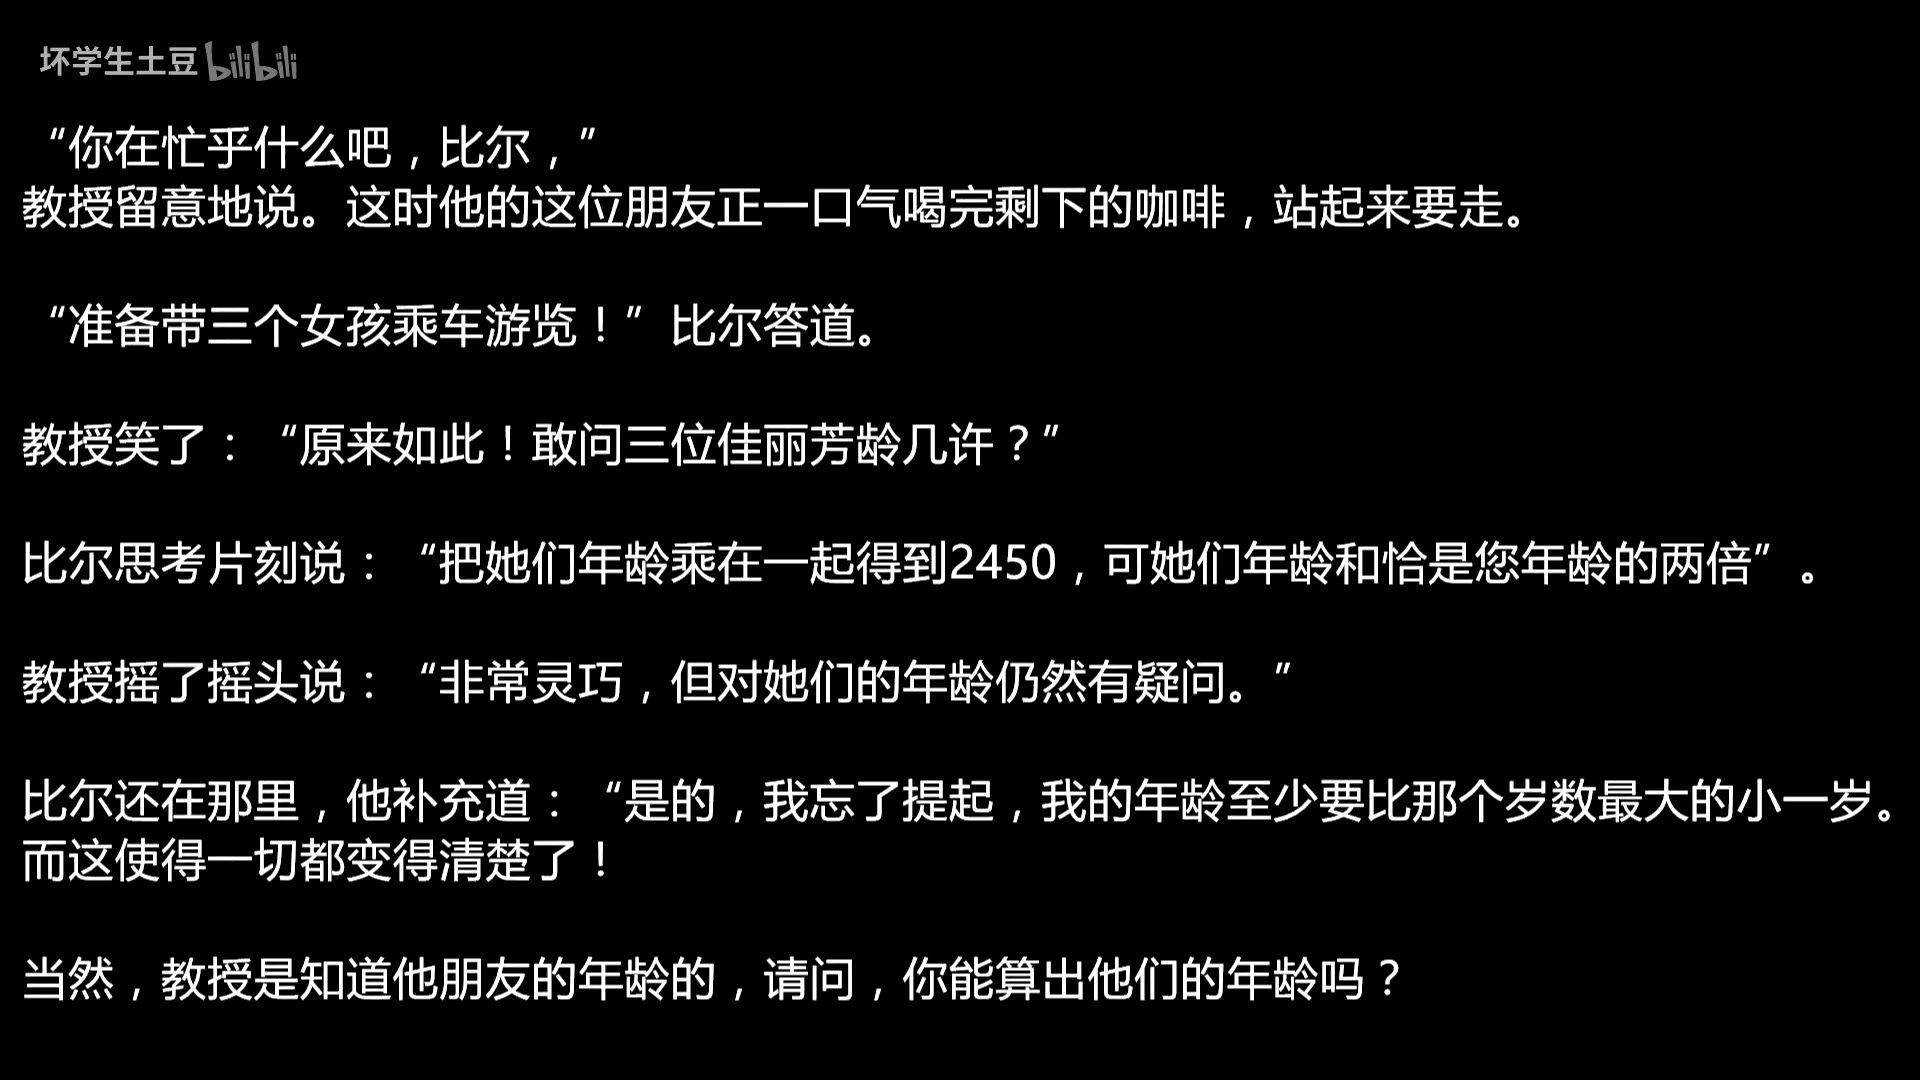 坏学生土豆 bilibili
“你在忙乎什么吧，比尔，”
教授留意地说。这时他的这位朋友正一口气喝完剩下的咖啡，站起来要走。
“准备带三个女孩乘车游览！”比尔答道。
教授笑了：“原来如此！敢问三位佳丽芳龄几许？”
比尔思考片刻说：“把她们年龄乘在一起得到2450，可她们年龄和恰是您年龄的两倍”。
教授摇了摇头说：“非常灵巧，但对她们的年龄仍然有疑问。”
比尔还在那里，他补充道：“是的，我忘了提起，我的年龄至少要比那个岁数最大的小一岁。
而这使得一切都变得清楚了！
当然，教授是知道他朋友的年龄的，请问，你能算出他们的年龄吗？